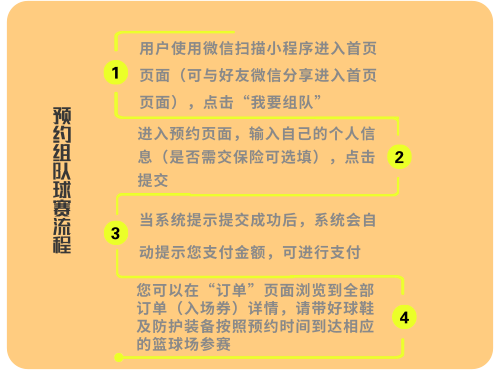 预约组队球赛流程
1
用户使用微信扫描小程序进入首页
页面（可与好友微信分享进入首页
页面），点击“我要组队”
进入预约页面，输入自己的个人信
息（是否需交保险可选填），点击
提交
2
3
当系统提示提交成功后，系统会自
动提示您支付金额，可进行支付
您可以在“订单”页面浏览到全部
订单（入场券）详情，请带好球鞋
及防护装备按照预约时间到达相应
的篮球场参赛
4